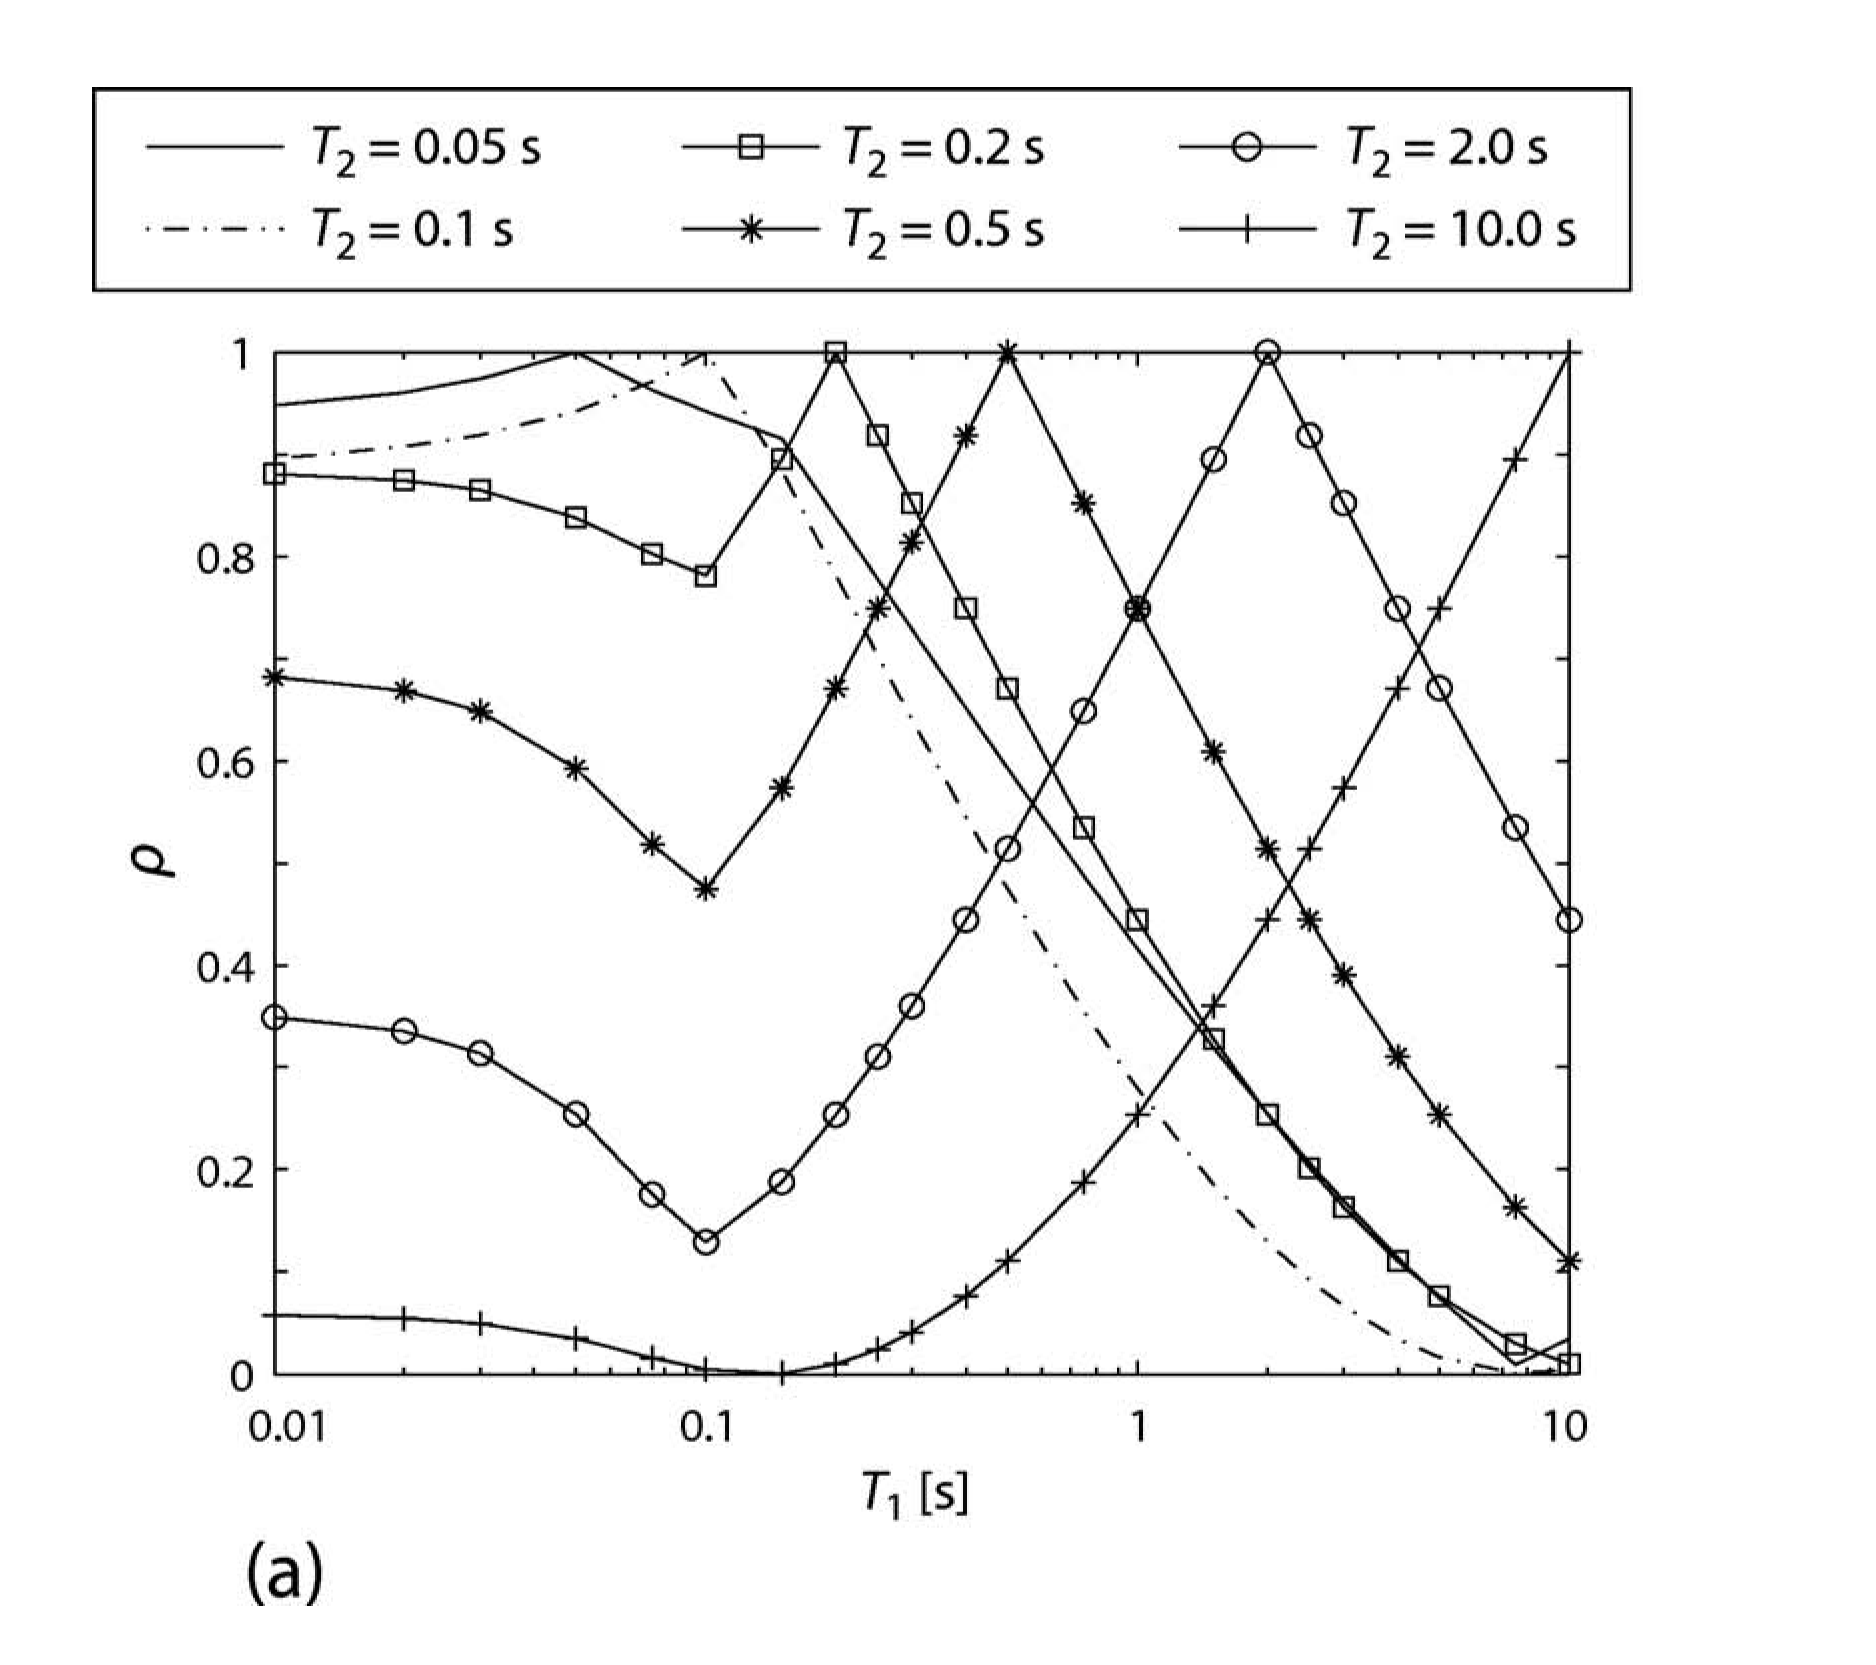 T₂ = 0.05 s T₂ = 0.2 s T₂ = 2.0 s
T₂ = 0.1 s T₂ = 0.5 s T₂ = 10.0 s
1
0.8
0.6
ρ
0.4
0.2
0
0.01 0.1 1 10
T₁ [s]
(a)